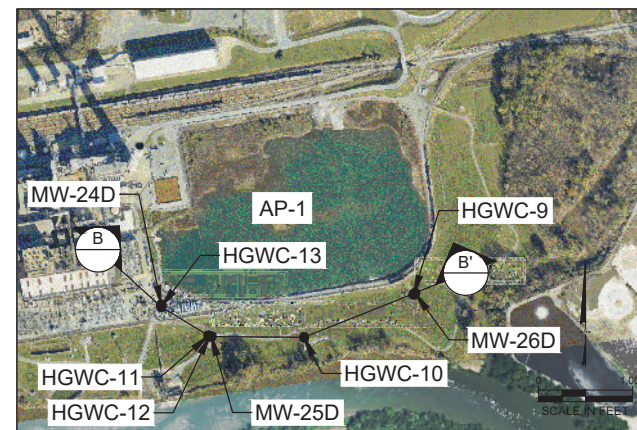 AP-1
MW-24D
HGWC-9
B
HGWC-13
B'
MW-26D
HGWC-11
HGWC-10
HGWC-12
MW-25D
0
SCALE IN FEET